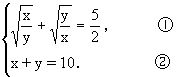 √(x/y) + √(y/x) = 5/2, ①
x + y = 10. ②